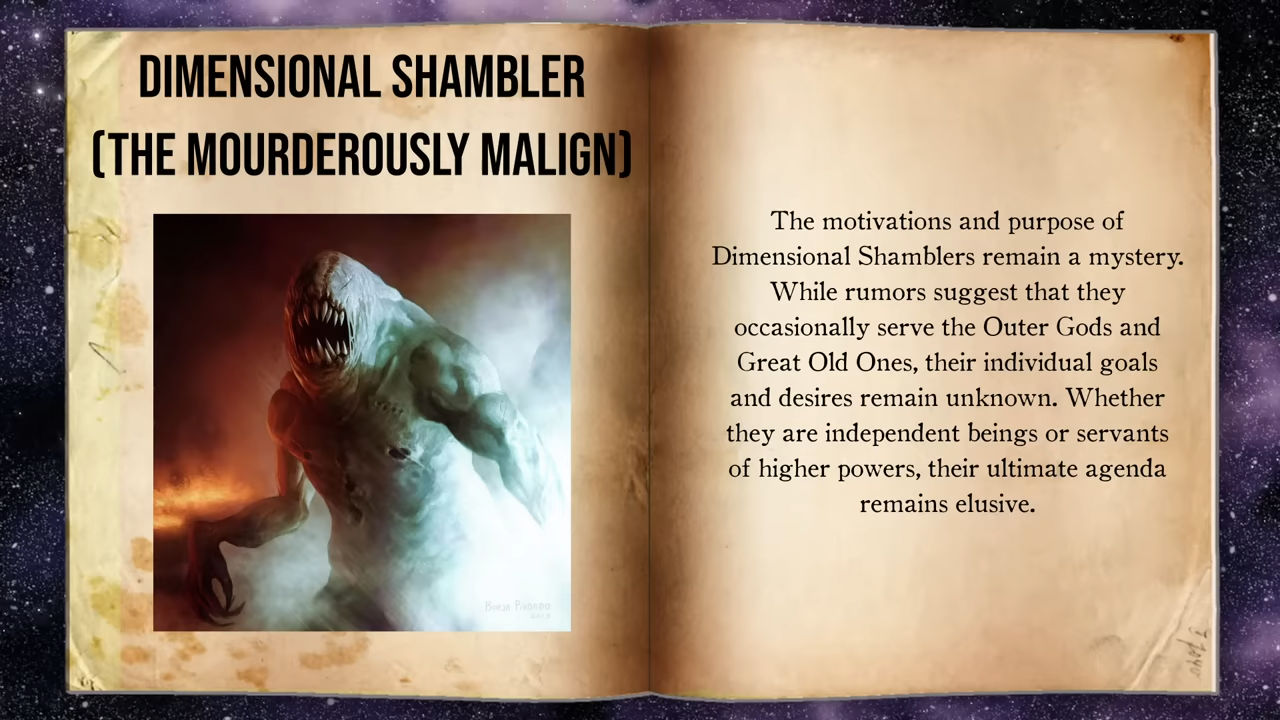 DIMENSIONAL SHAMBLER
(THE MOURDEROUSLY MALIGN)
The motivations and purpose of
Dimensional Shamblers remain a mystery.
While rumors suggest that they
occasionally serve the Outer Gods and
Great Old Ones, their individual goals
and desires remain unknown. Whether
they are independent beings or servants
of higher powers, their ultimate agenda
remains elusive.
Borja Pindado